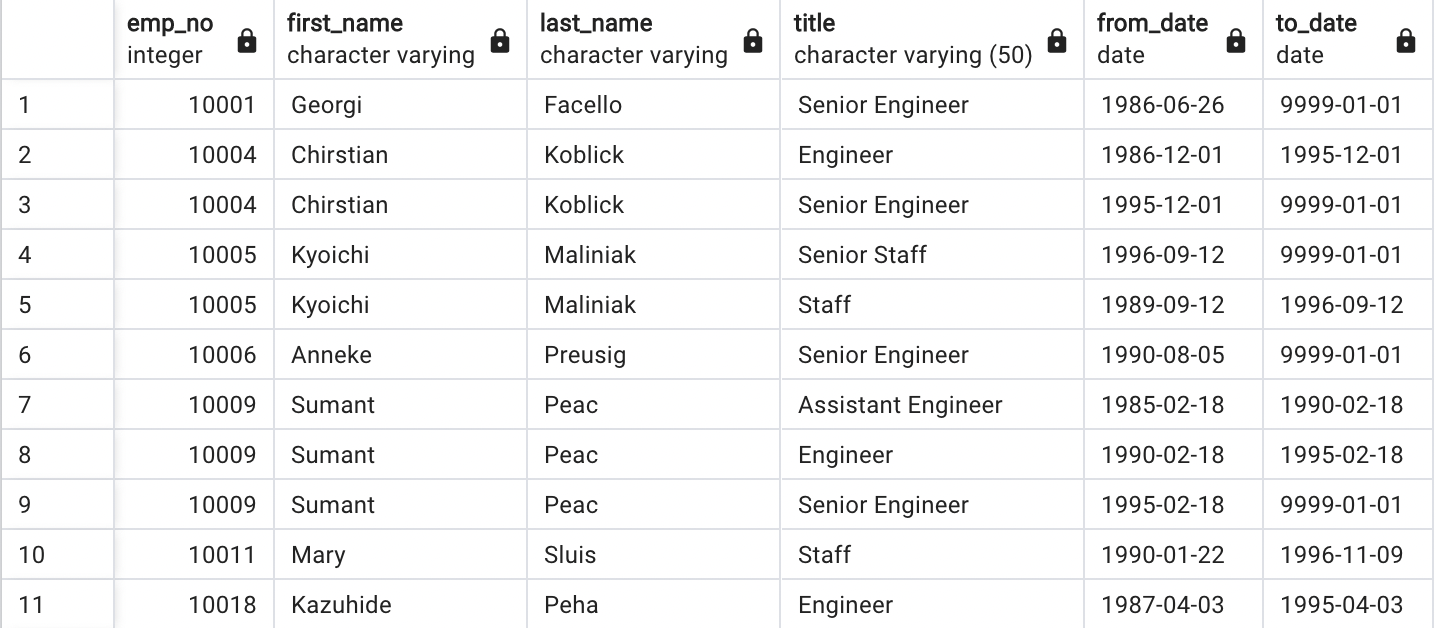 emp_no first_name last_name title from_date to_date
integer character varying character varying character varying (50) date date
1 10001 Georgi Facello Senior Engineer 1986-06-26 9999-01-01
2 10004 Chirstian Koblick Engineer 1986-12-01 1995-12-01
3 10004 Chirstian Koblick Senior Engineer 1995-12-01 9999-01-01
4 10005 Kyoichi Maliniak Senior Staff 1996-09-12 9999-01-01
5 10005 Kyoichi Maliniak Staff 1989-09-12 1996-09-12
6 10006 Anneke Preusig Senior Engineer 1990-08-05 9999-01-01
7 10009 Sumant Peac Assistant Engineer 1985-02-18 1990-02-18
8 10009 Sumant Peac Engineer 1990-02-18 1995-02-18
9 10009 Sumant Peac Senior Engineer 1995-02-18 9999-01-01
10 10011 Mary Sluis Staff 1990-01-22 1996-11-09
11 10018 Kazuhide Peha Engineer 1987-04-03 1995-04-03